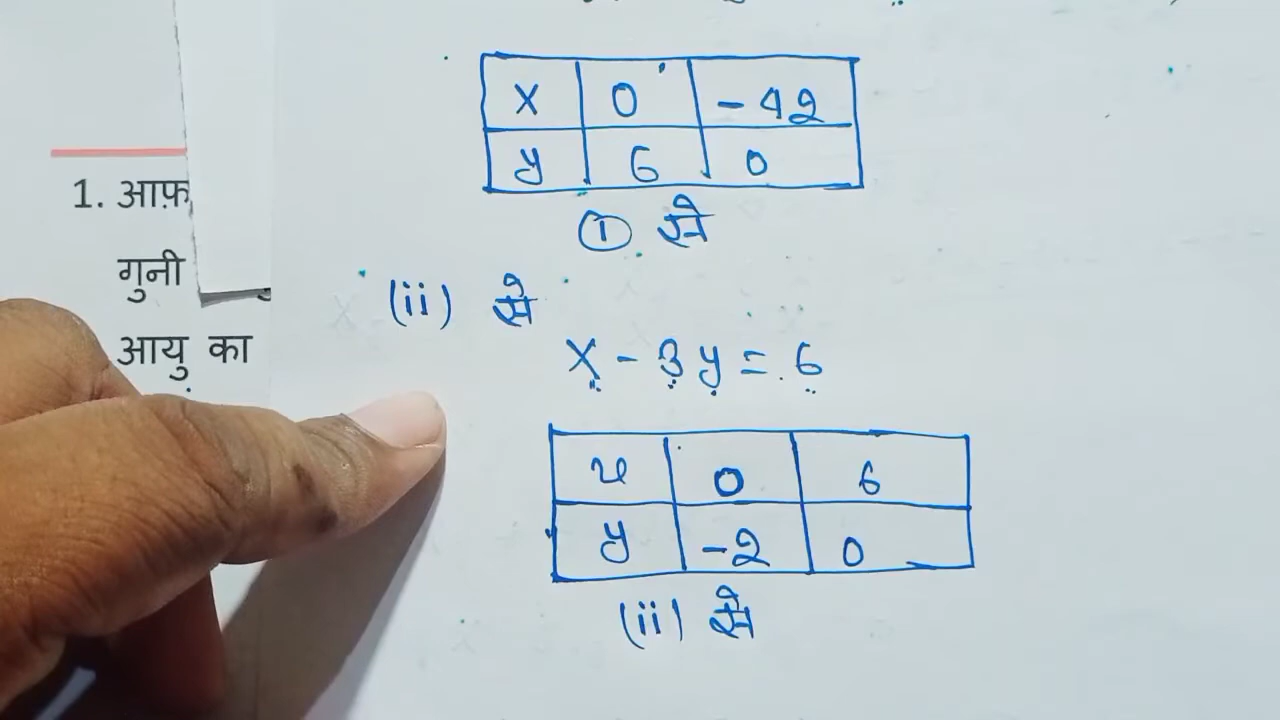 x 0 -42
y 6 0
① से
1. आफ़
गुनी
(ii) से
आयु का
x - 3y = 6
x 0 6
y -2 0
(ii) से